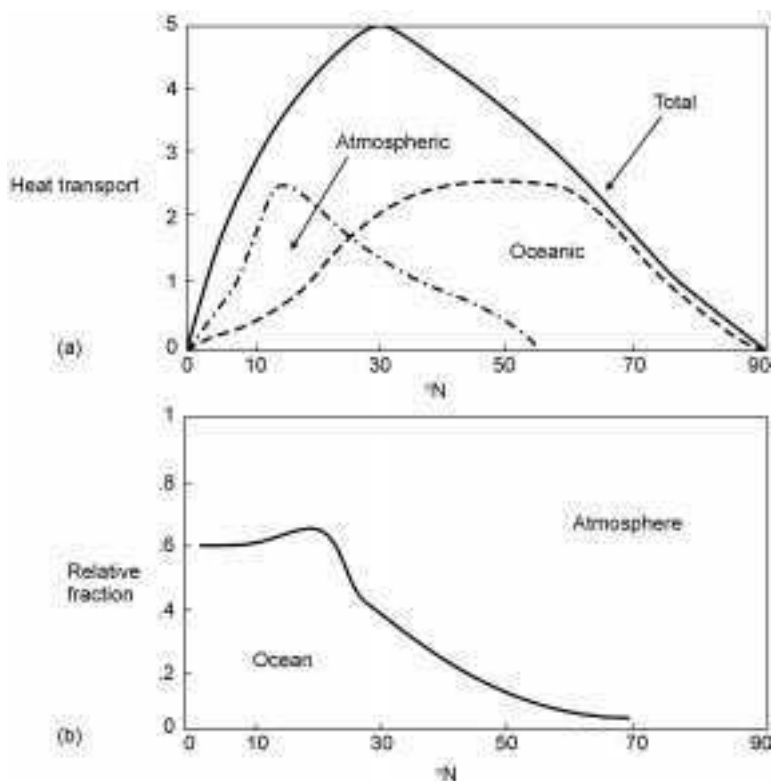 5
4
Total
Atmospheric
3
Heat transport
2
Oceanic
1
(a)
0
0 10 30 50 70 90
°N
1
.8
Atmosphere
.6
Relative
fraction
.4
Ocean
.2
0
(b)
0 10 30 50 70 90
°N